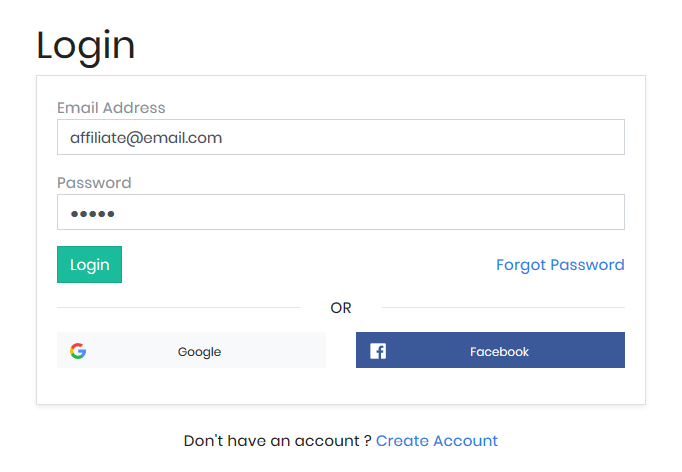 Login
Email Address
affiliate@email.com
Password
•••••
Login Forgot Password
OR
Google Facebook
Don't have an account ? Create Account